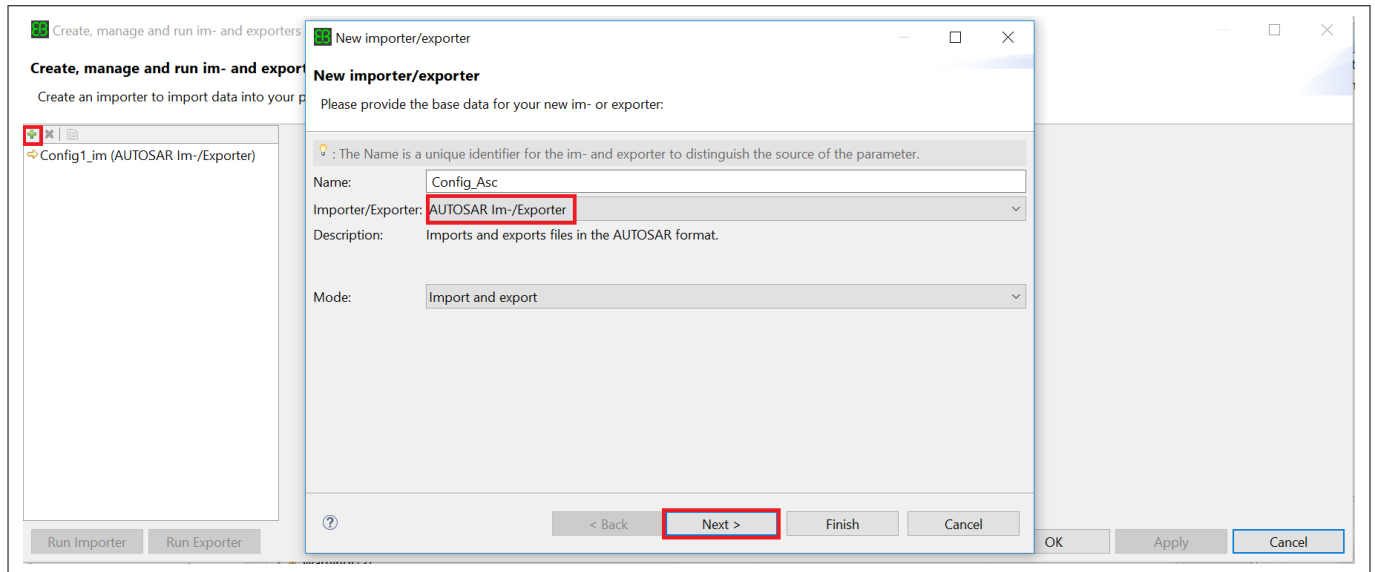 Create, manage and run im- and exporters
New importer/exporter
Create, manage and run im- and export
New importer/exporter
Create an importer to import data into your p
Please provide the base data for your new im- or exporter:
Config1_im (AUTOSAR Im-/Exporter)
: The Name is a unique identifier for the im- and exporter to distinguish the source of the parameter.
Name:
Config_Asc
Importer/Exporter:
AUTOSAR Im-/Exporter
Description:
Imports and exports files in the AUTOSAR format.
Mode:
Import and export
< Back
Next >
Finish
Cancel
Run Importer
Run Exporter
OK
Apply
Cancel